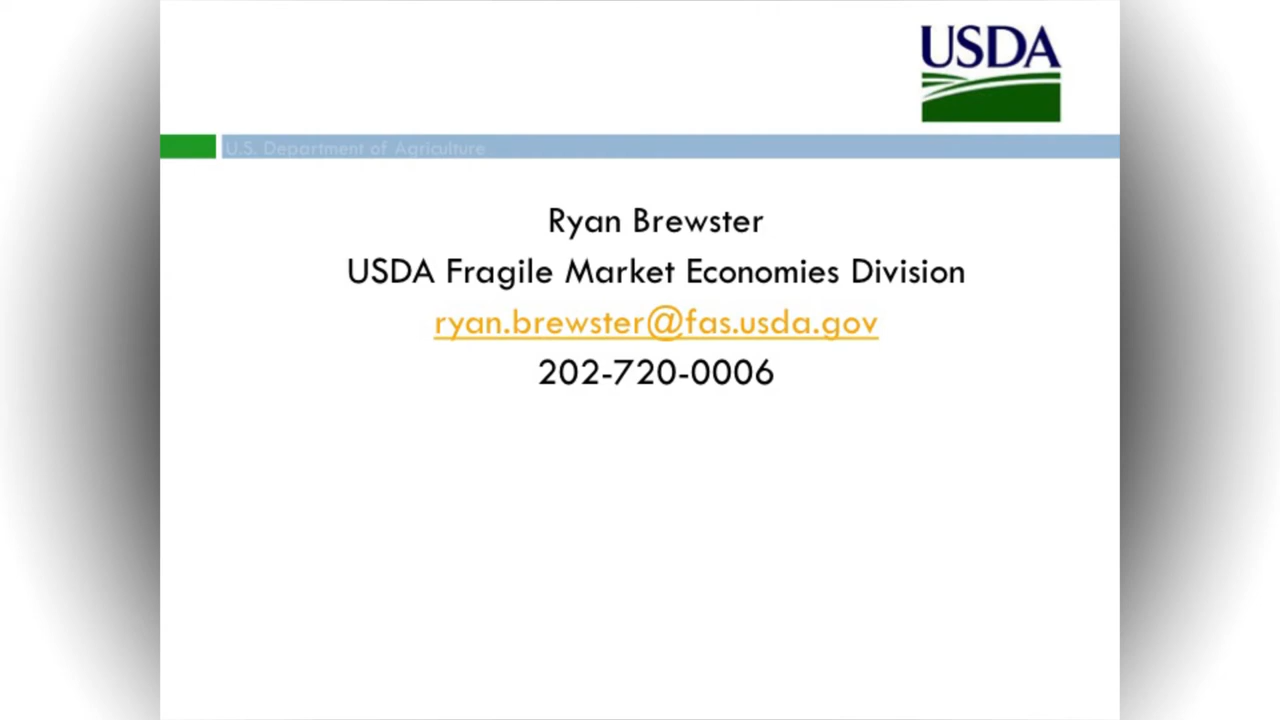 USDA
U.S. Department of Agriculture
Ryan Brewster
USDA Fragile Market Economies Division
ryan.brewster@fas.usda.gov
202-720-0006